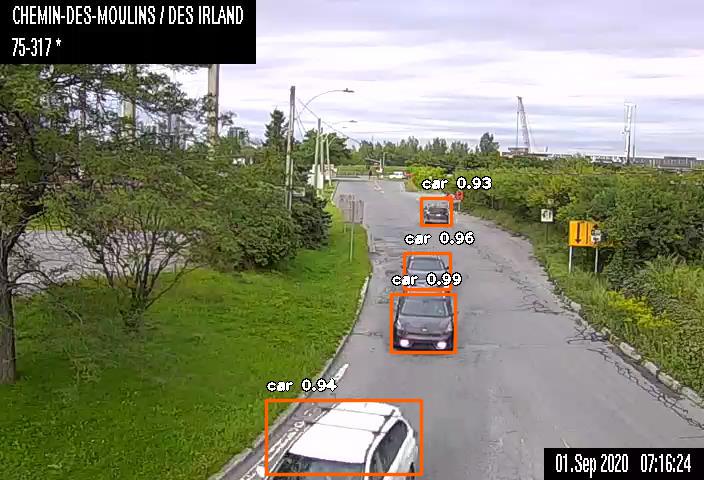 CHEMIN-DES-MOULINS / DES IRLAND
75-317 *
car 0.93
car 0.96
car 0.99
car 0.94
01.Sep 2020 07:16:24